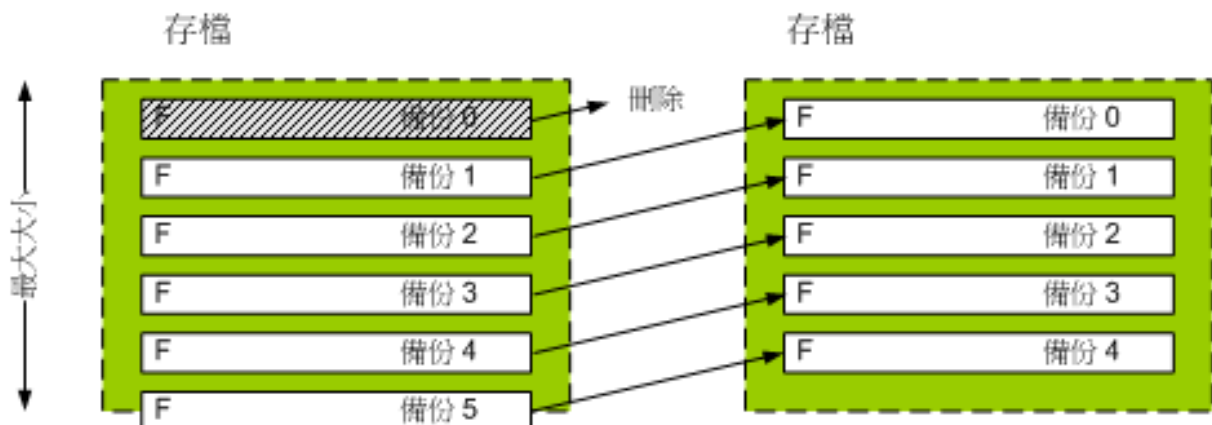 存檔
存檔
最大大小
F 備份 0
刪除
F 備份 1
F 備份 2
F 備份 3
F 備份 4
F 備份 5
F 備份 0
F 備份 1
F 備份 2
F 備份 3
F 備份 4